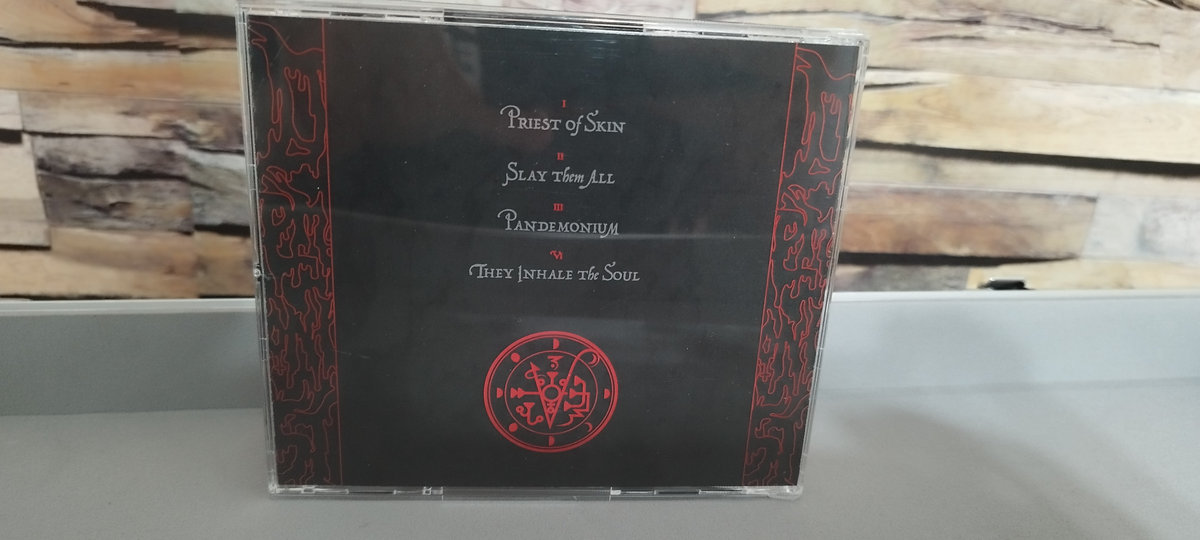 I
Priest of Skin
II
Slay Them All
III
Pandemonium
VI
They Inhale the Soul